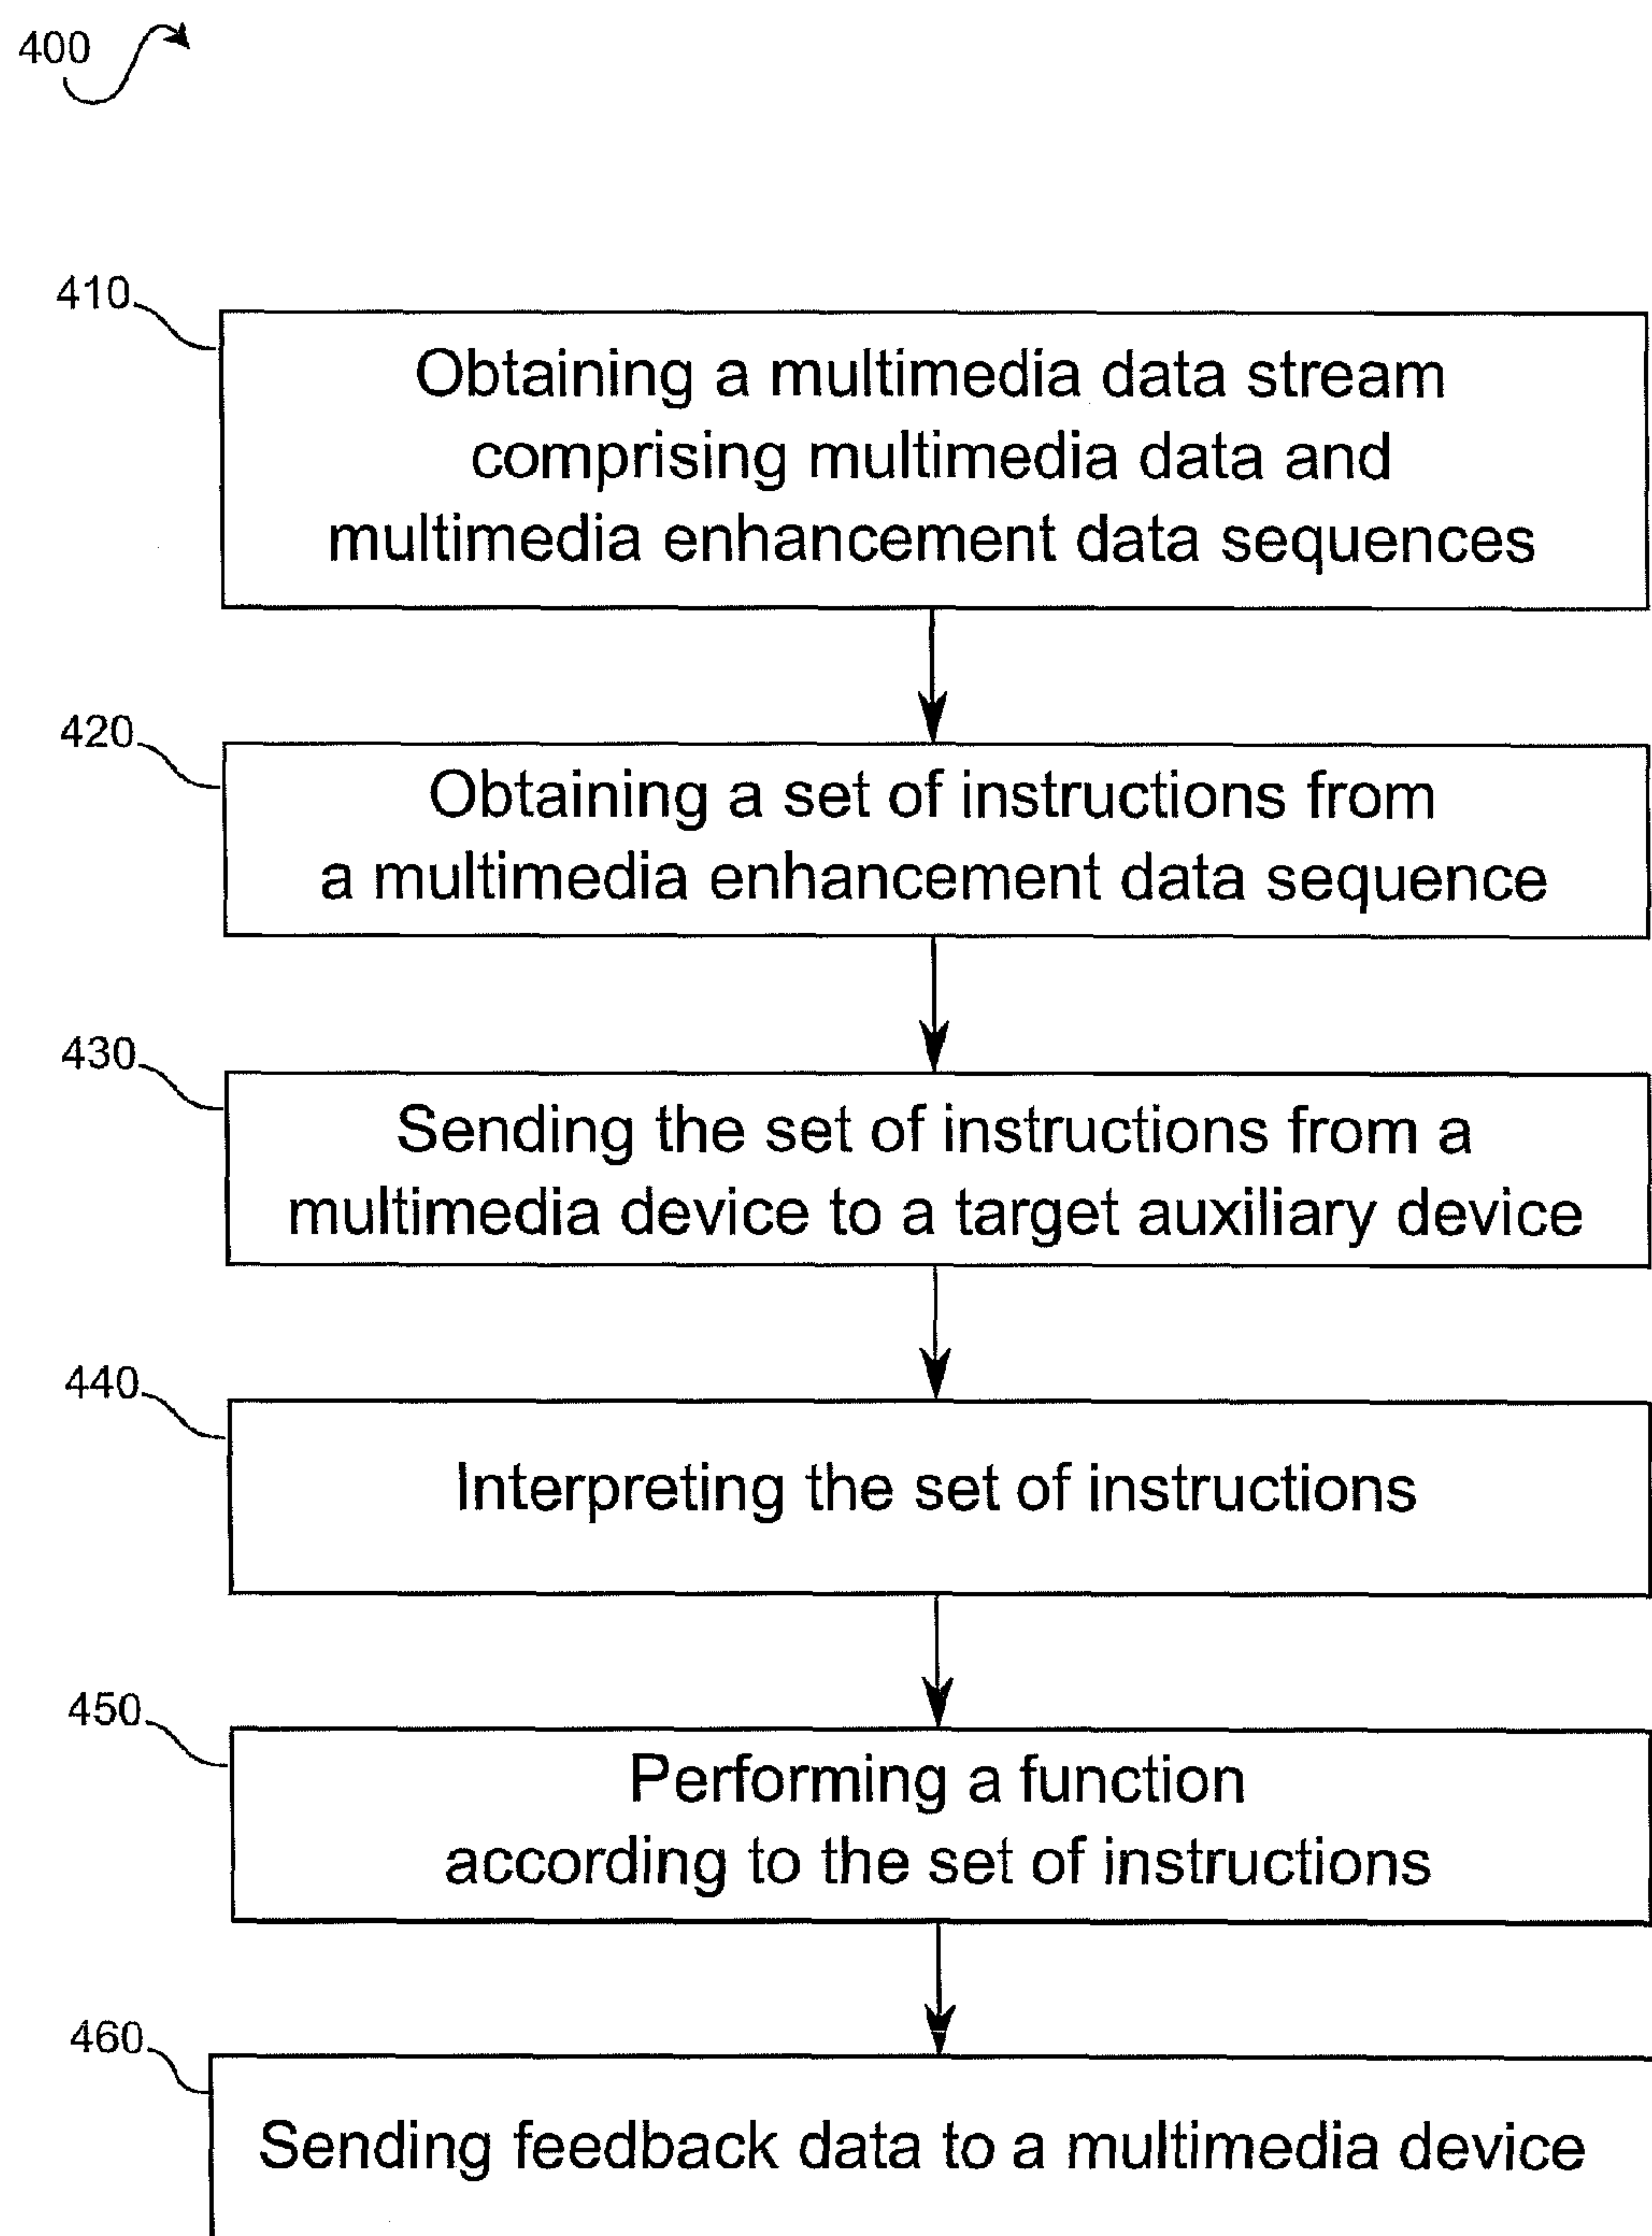 400
410
Obtaining a multimedia data stream
comprising multimedia data and
multimedia enhancement data sequences
420
Obtaining a set of instructions from
a multimedia enhancement data sequence
430
Sending the set of instructions from a
multimedia device to a target auxiliary device
440
Interpreting the set of instructions
450
Performing a function
according to the set of instructions
460
Sending feedback data to a multimedia device